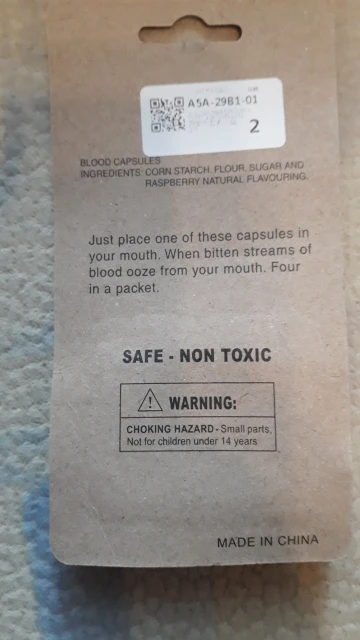 A5A-29B1-01
2
BLOOD CAPSULES
INGREDIENTS: CORN STARCH, FLOUR, SUGAR AND
RASPBERRY NATURAL FLAVOURING.
Just place one of these capsules in
your mouth. When bitten streams of
blood ooze from your mouth. Four
in a packet.
SAFE - NON TOXIC
WARNING:
CHOKING HAZARD - Small parts,
Not for children under 14 years
MADE IN CHINA